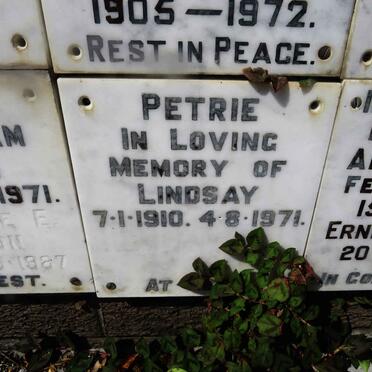 1905 — 1972.
REST IN PEACE.
AM
1971.
E. E.
EST.
PETRIE
IN LOVING
MEMORY OF
LINDSAY
7·1·1910. 4·8·1971.
AT
A
FE
19
ERN
20
IN